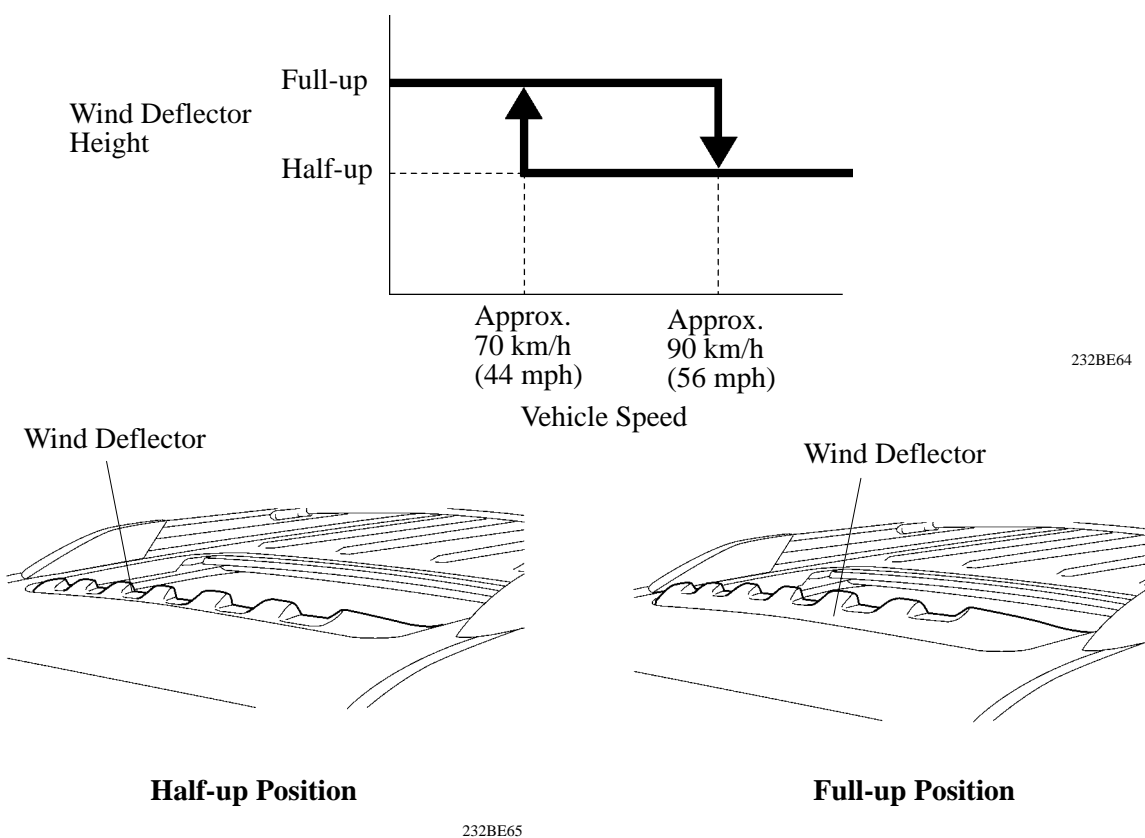 Full-up
Wind Deflector
Height
Half-up
Approx.
70 km/h
(44 mph)
Approx.
90 km/h
(56 mph)
232BE64
Vehicle Speed
Wind Deflector
Wind Deflector
Half-up Position
Full-up Position
232BE65